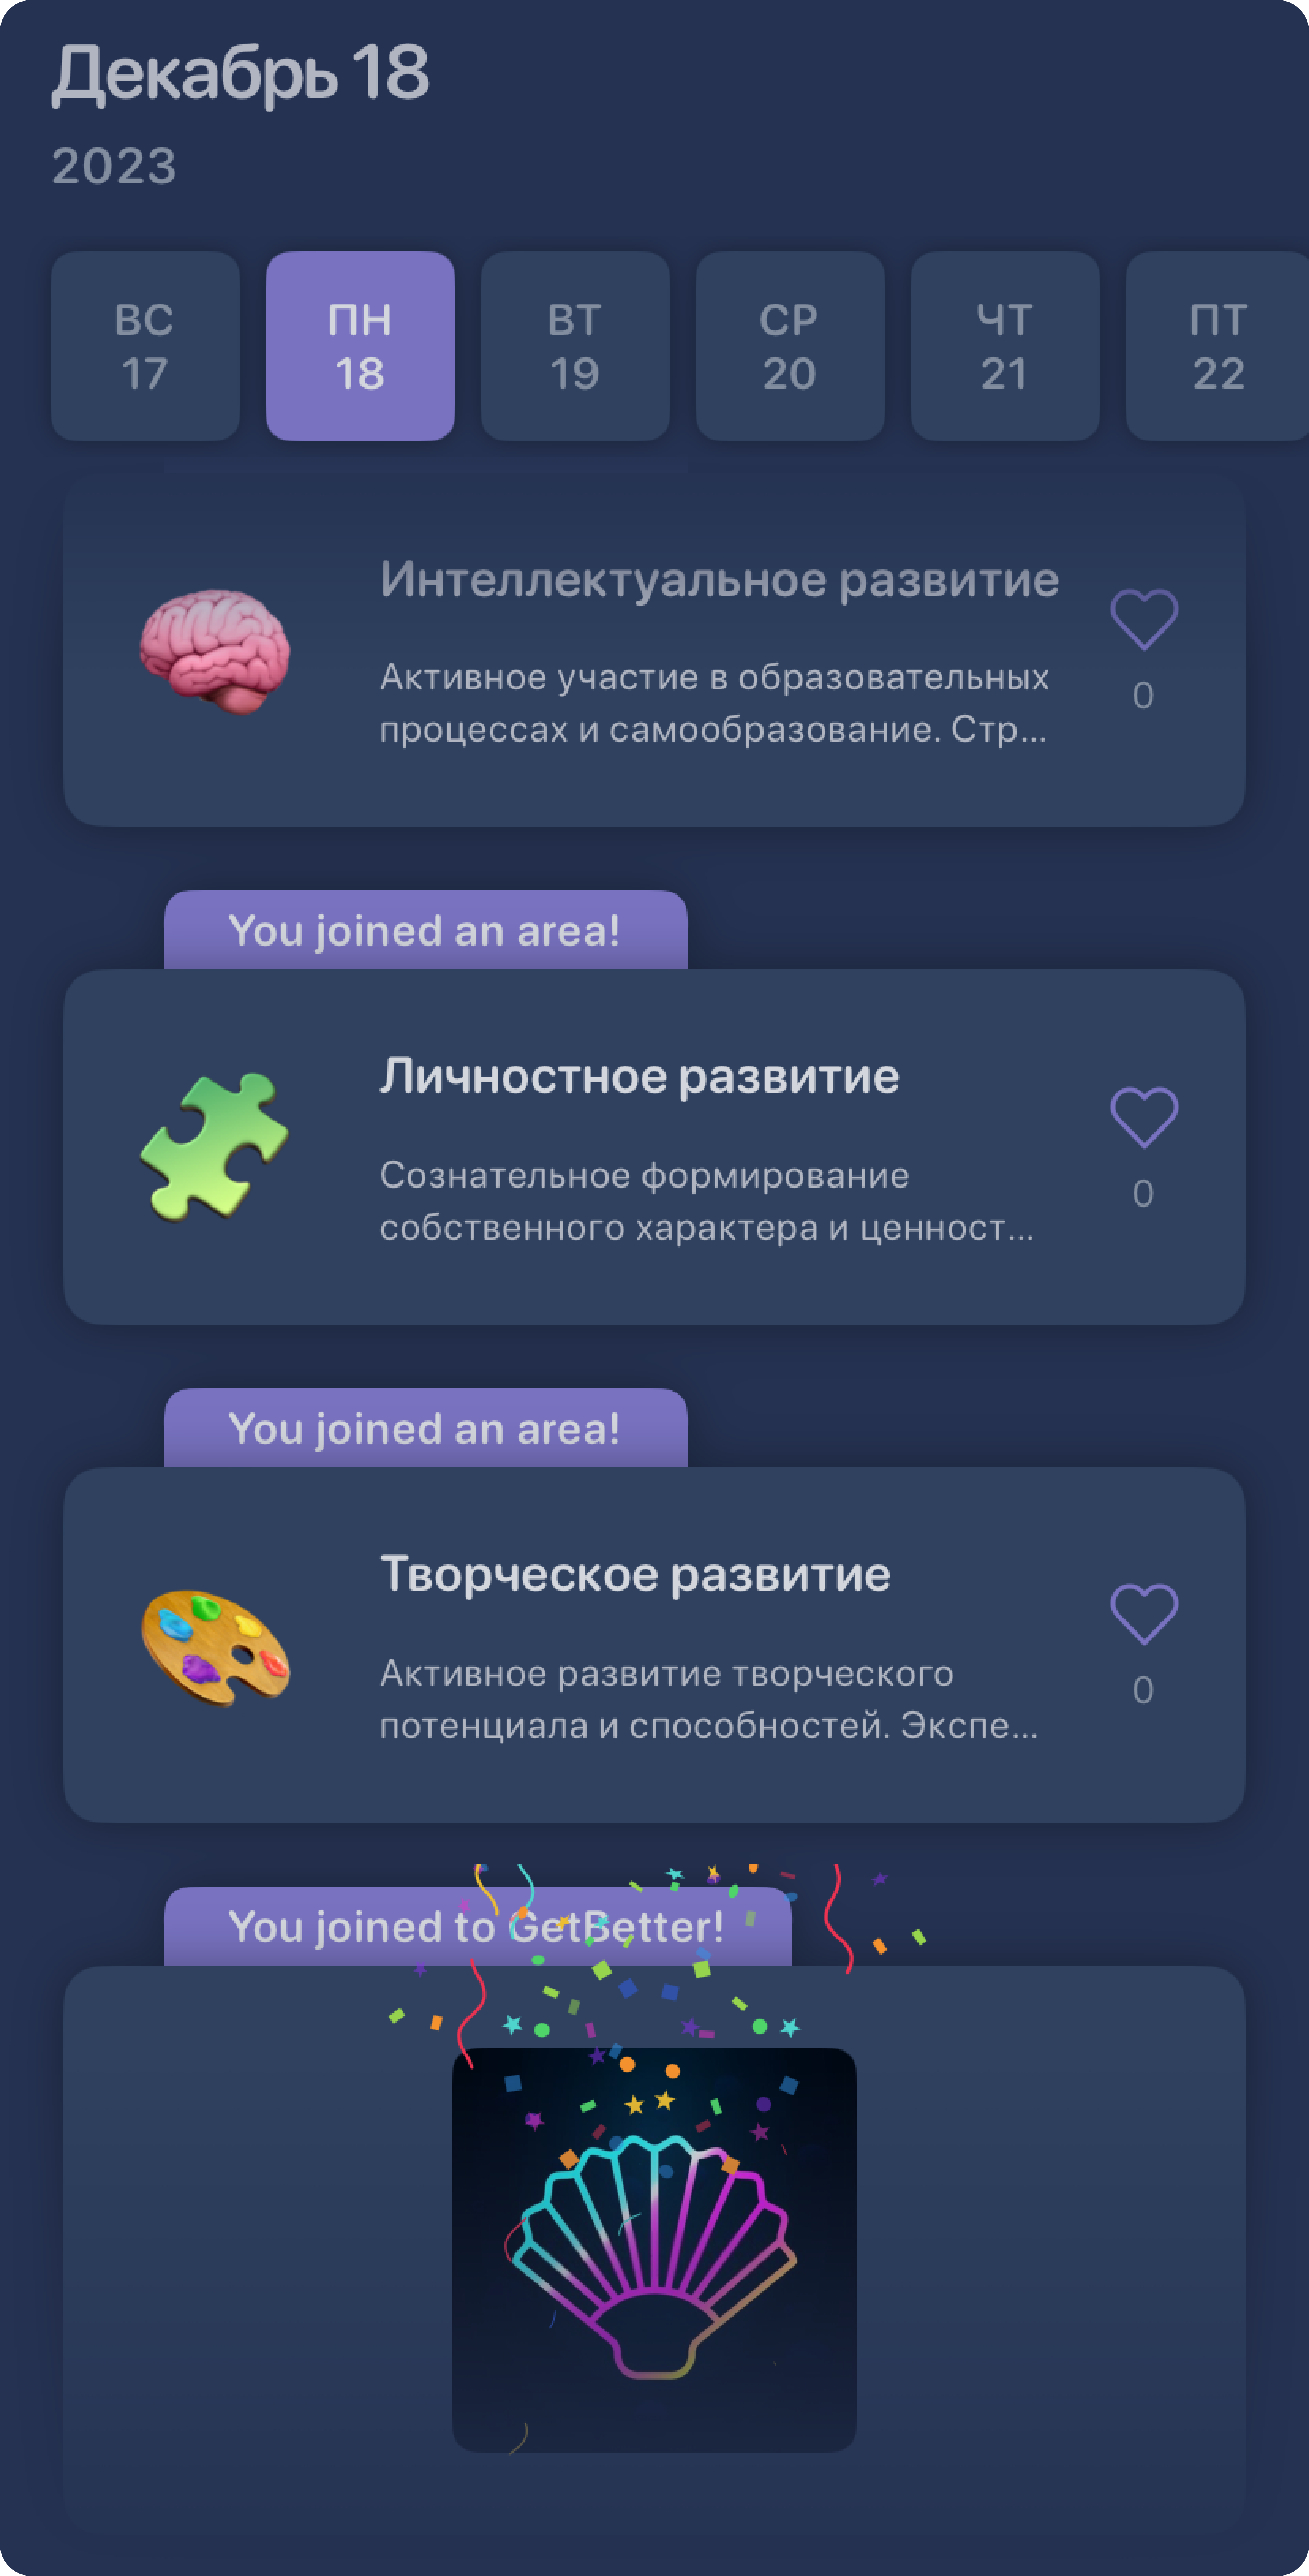 Декабрь 18
2023
ВС
17
ПН
18
ВТ
19
СР
20
ЧТ
21
ПТ
22
Интеллектуальное развитие
Активное участие в образовательных
процессах и самообразование. Стр...
0
You joined an area!
Личностное развитие
Сознательное формирование
собственного характера и ценност...
0
You joined an area!
Творческое развитие
Активное развитие творческого
потенциала и способностей. Экспе...
0
You joined to GetBetter!